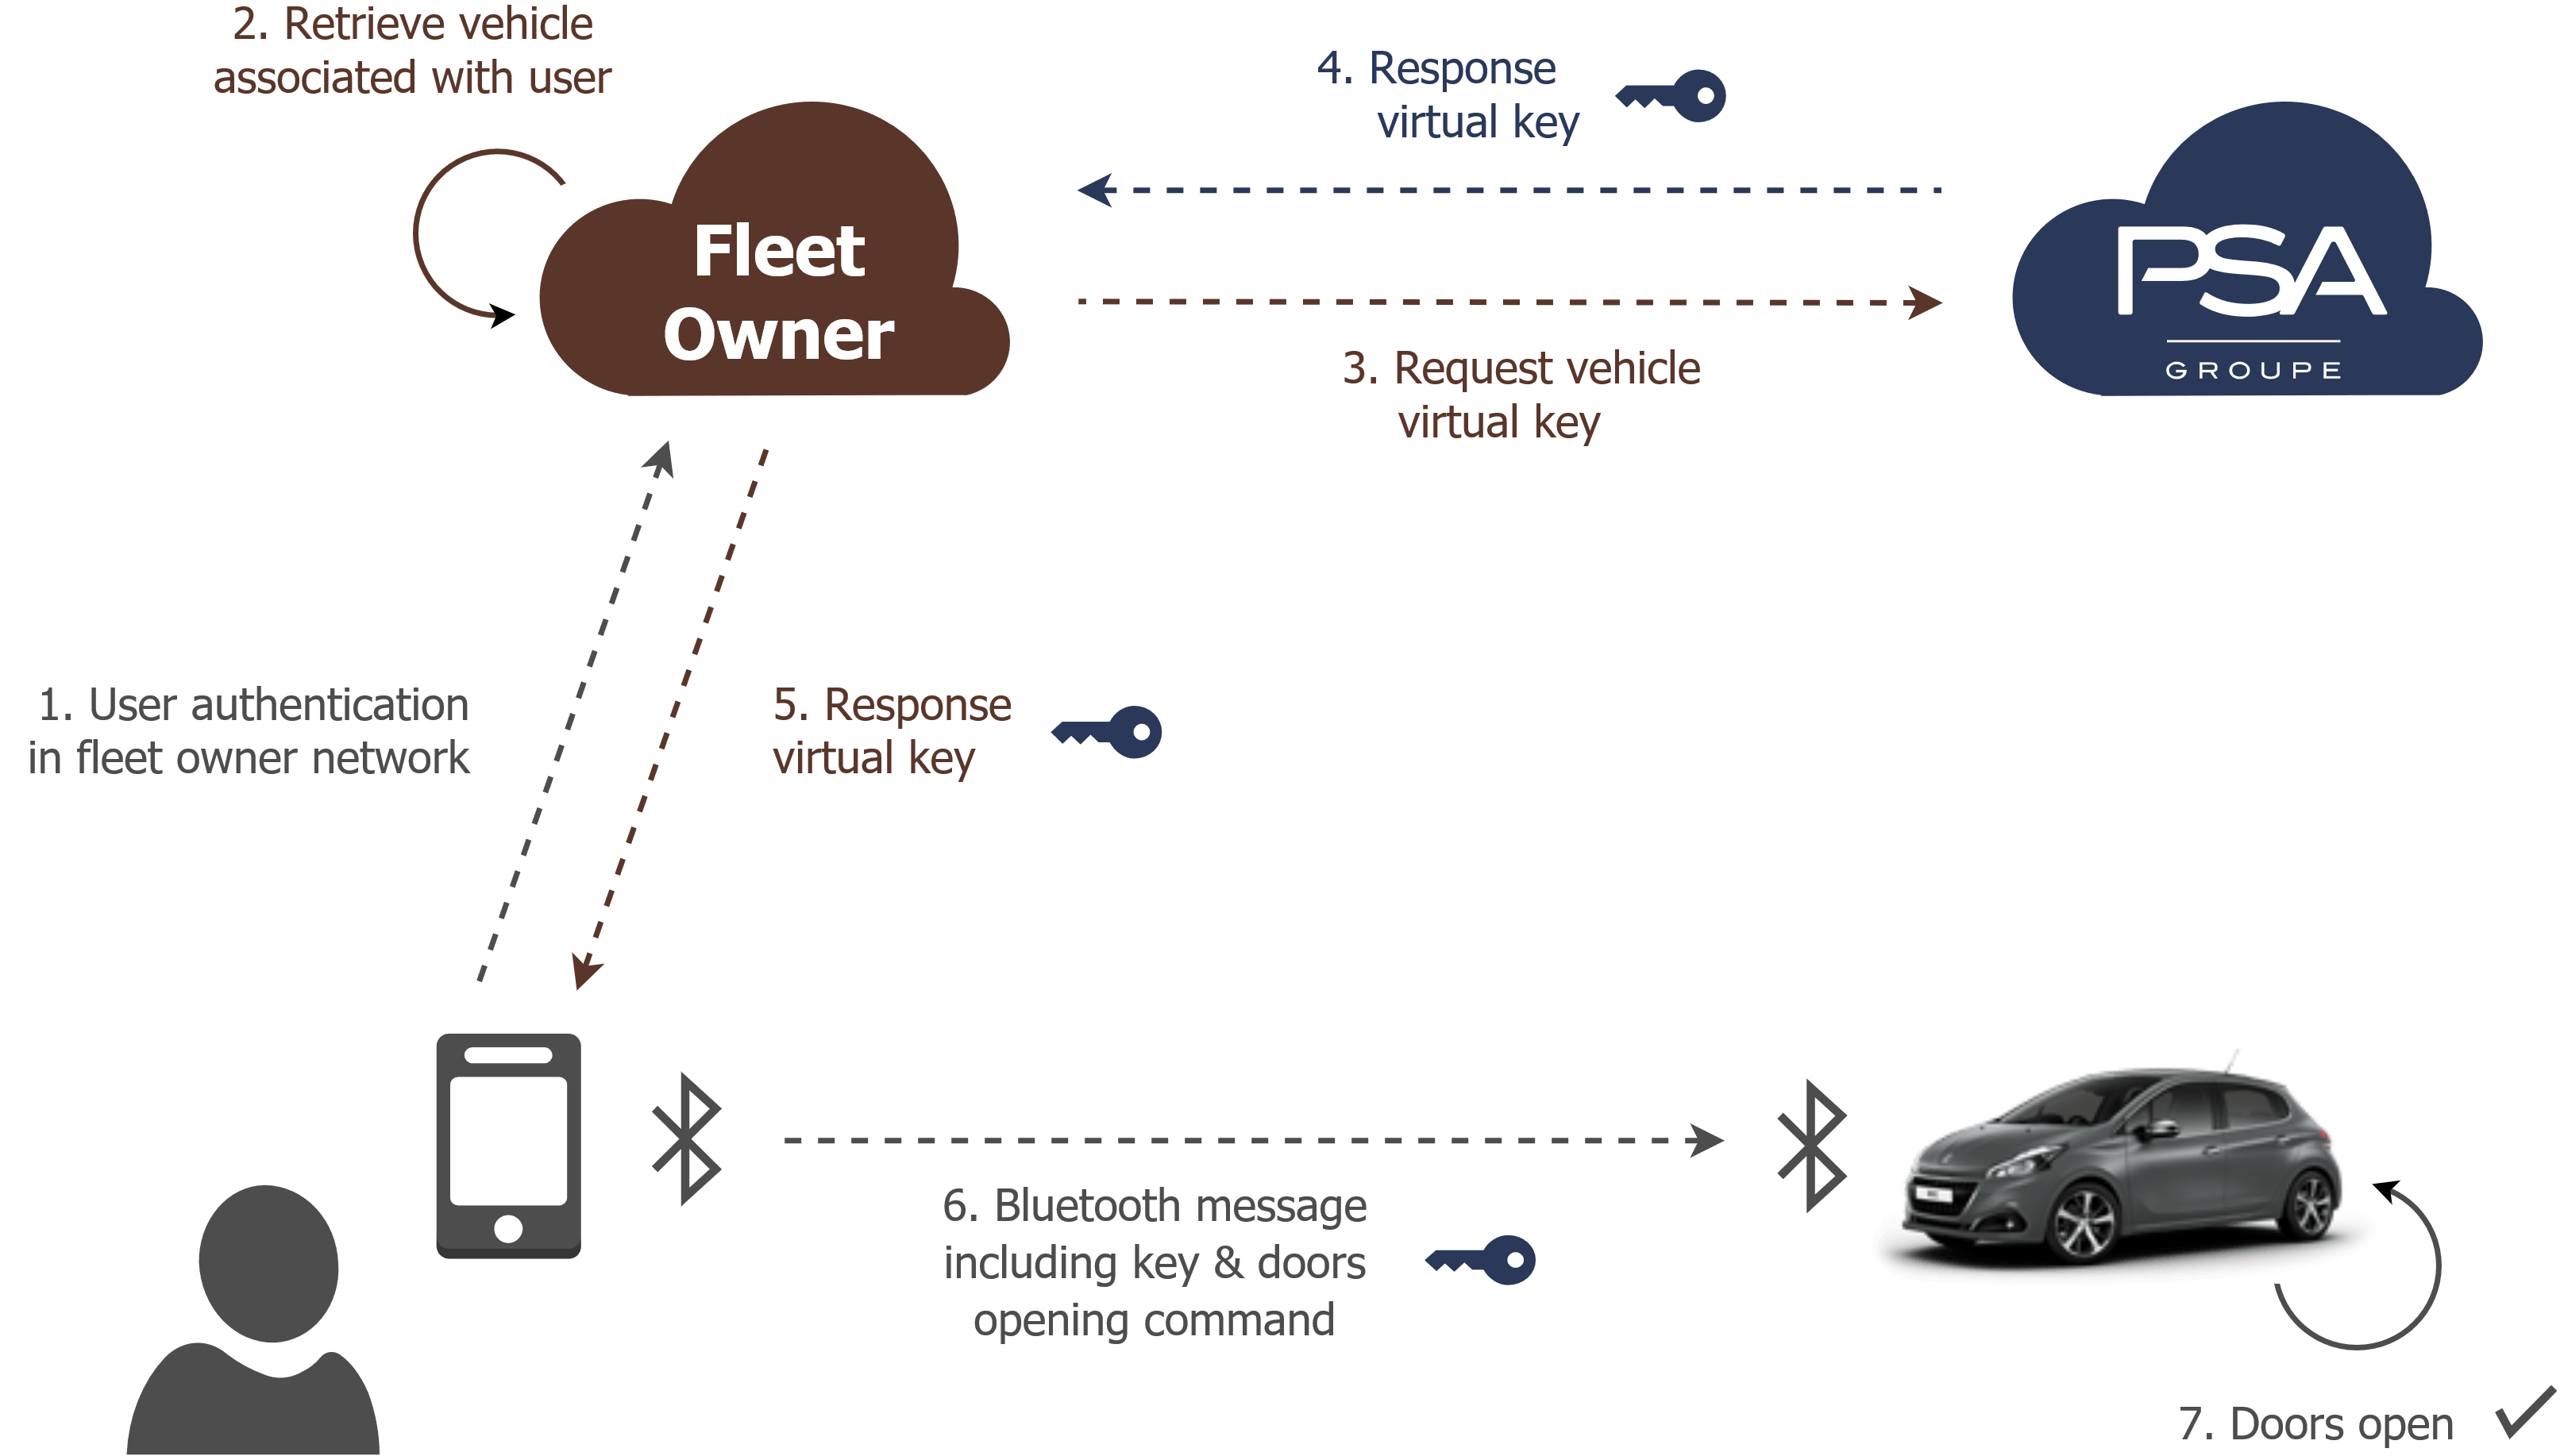 2. Retrieve vehicle
associated with user
4. Response
virtual key
Fleet
Owner
PSA
GROUPE
3. Request vehicle
virtual key
1. User authentication
in fleet owner network
5. Response
virtual key
6. Bluetooth message
including key & doors
opening command
7. Doors open